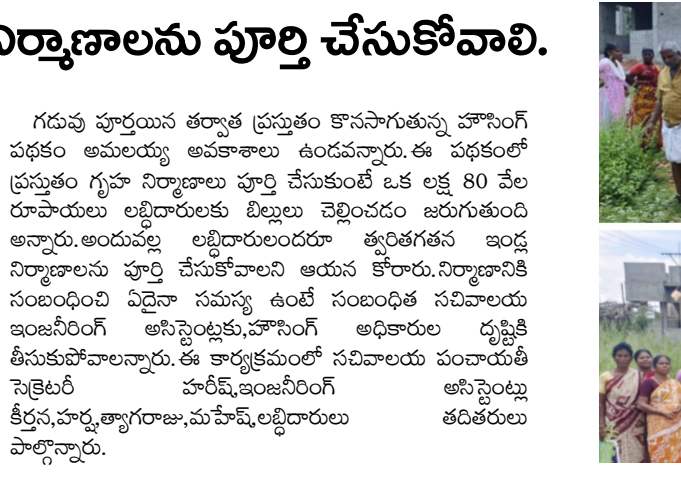 నిర్మాణాలను పూర్తి చేసుకోవాలి.
గడువు పూర్తయిన తర్వాత ప్రస్తుతం కొనసాగుతున్న హౌసింగ్
పథకం అమలయ్య అవకాశాలు ఉండవన్నారు.ఈ పథకంలో
ప్రస్తుతం గృహ నిర్మాణాలు పూర్తి చేసుకుంటే ఒక లక్ష 80 వేల
రూపాయలు లబ్ధిదారులకు బిల్లులు చెల్లించడం జరుగుతుంది
అన్నారు.అందువల్ల లబ్ధిదారులందరూ త్వరితగతన ఇండ్ల
నిర్మాణాలను పూర్తి చేసుకోవాలని ఆయన కోరారు.నిర్మాణానికి
సంబంధించి ఏదైనా సమస్య ఉంటే సంబంధిత సచివాలయ
ఇంజనీరింగ్ అసిస్టెంట్లకు,హౌసింగ్ అధికారుల దృష్టికి
తీసుకుపోవాలన్నారు.ఈ కార్యక్రమంలో సచివాలయ పంచాయతీ
సెక్రెటరీ హరీష్,ఇంజనీరింగ్ అసిస్టెంట్లు
కీర్తన,హర్ష,త్యాగరాజు,మహేష్,లబ్ధిదారులు తదితరులు
పాల్గొన్నారు.